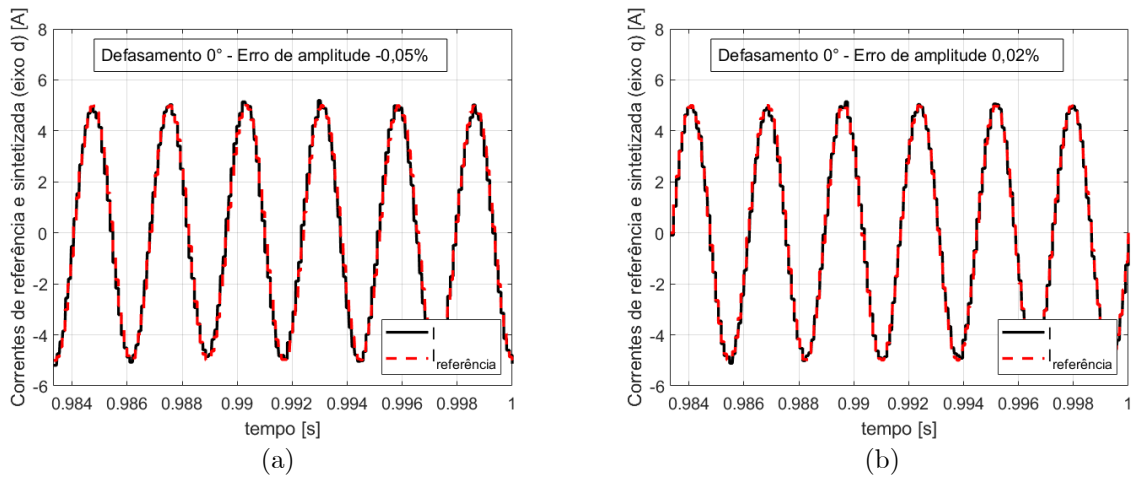 Correntes de referência e sintetizada (eixo d) [A]
8
6
4
2
0
-2
-4
-6
Defasamento 0° - Erro de amplitude -0,05%
I
I referência
0.984 0.986 0.988 0.99 0.992 0.994 0.996 0.998 1
tempo [s]
(a)
Correntes de referência e sintetizada (eixo q) [A]
8
6
4
2
0
-2
-4
-6
Defasamento 0° - Erro de amplitude 0,02%
I
I referência
0.984 0.986 0.988 0.99 0.992 0.994 0.996 0.998 1
tempo [s]
(b)